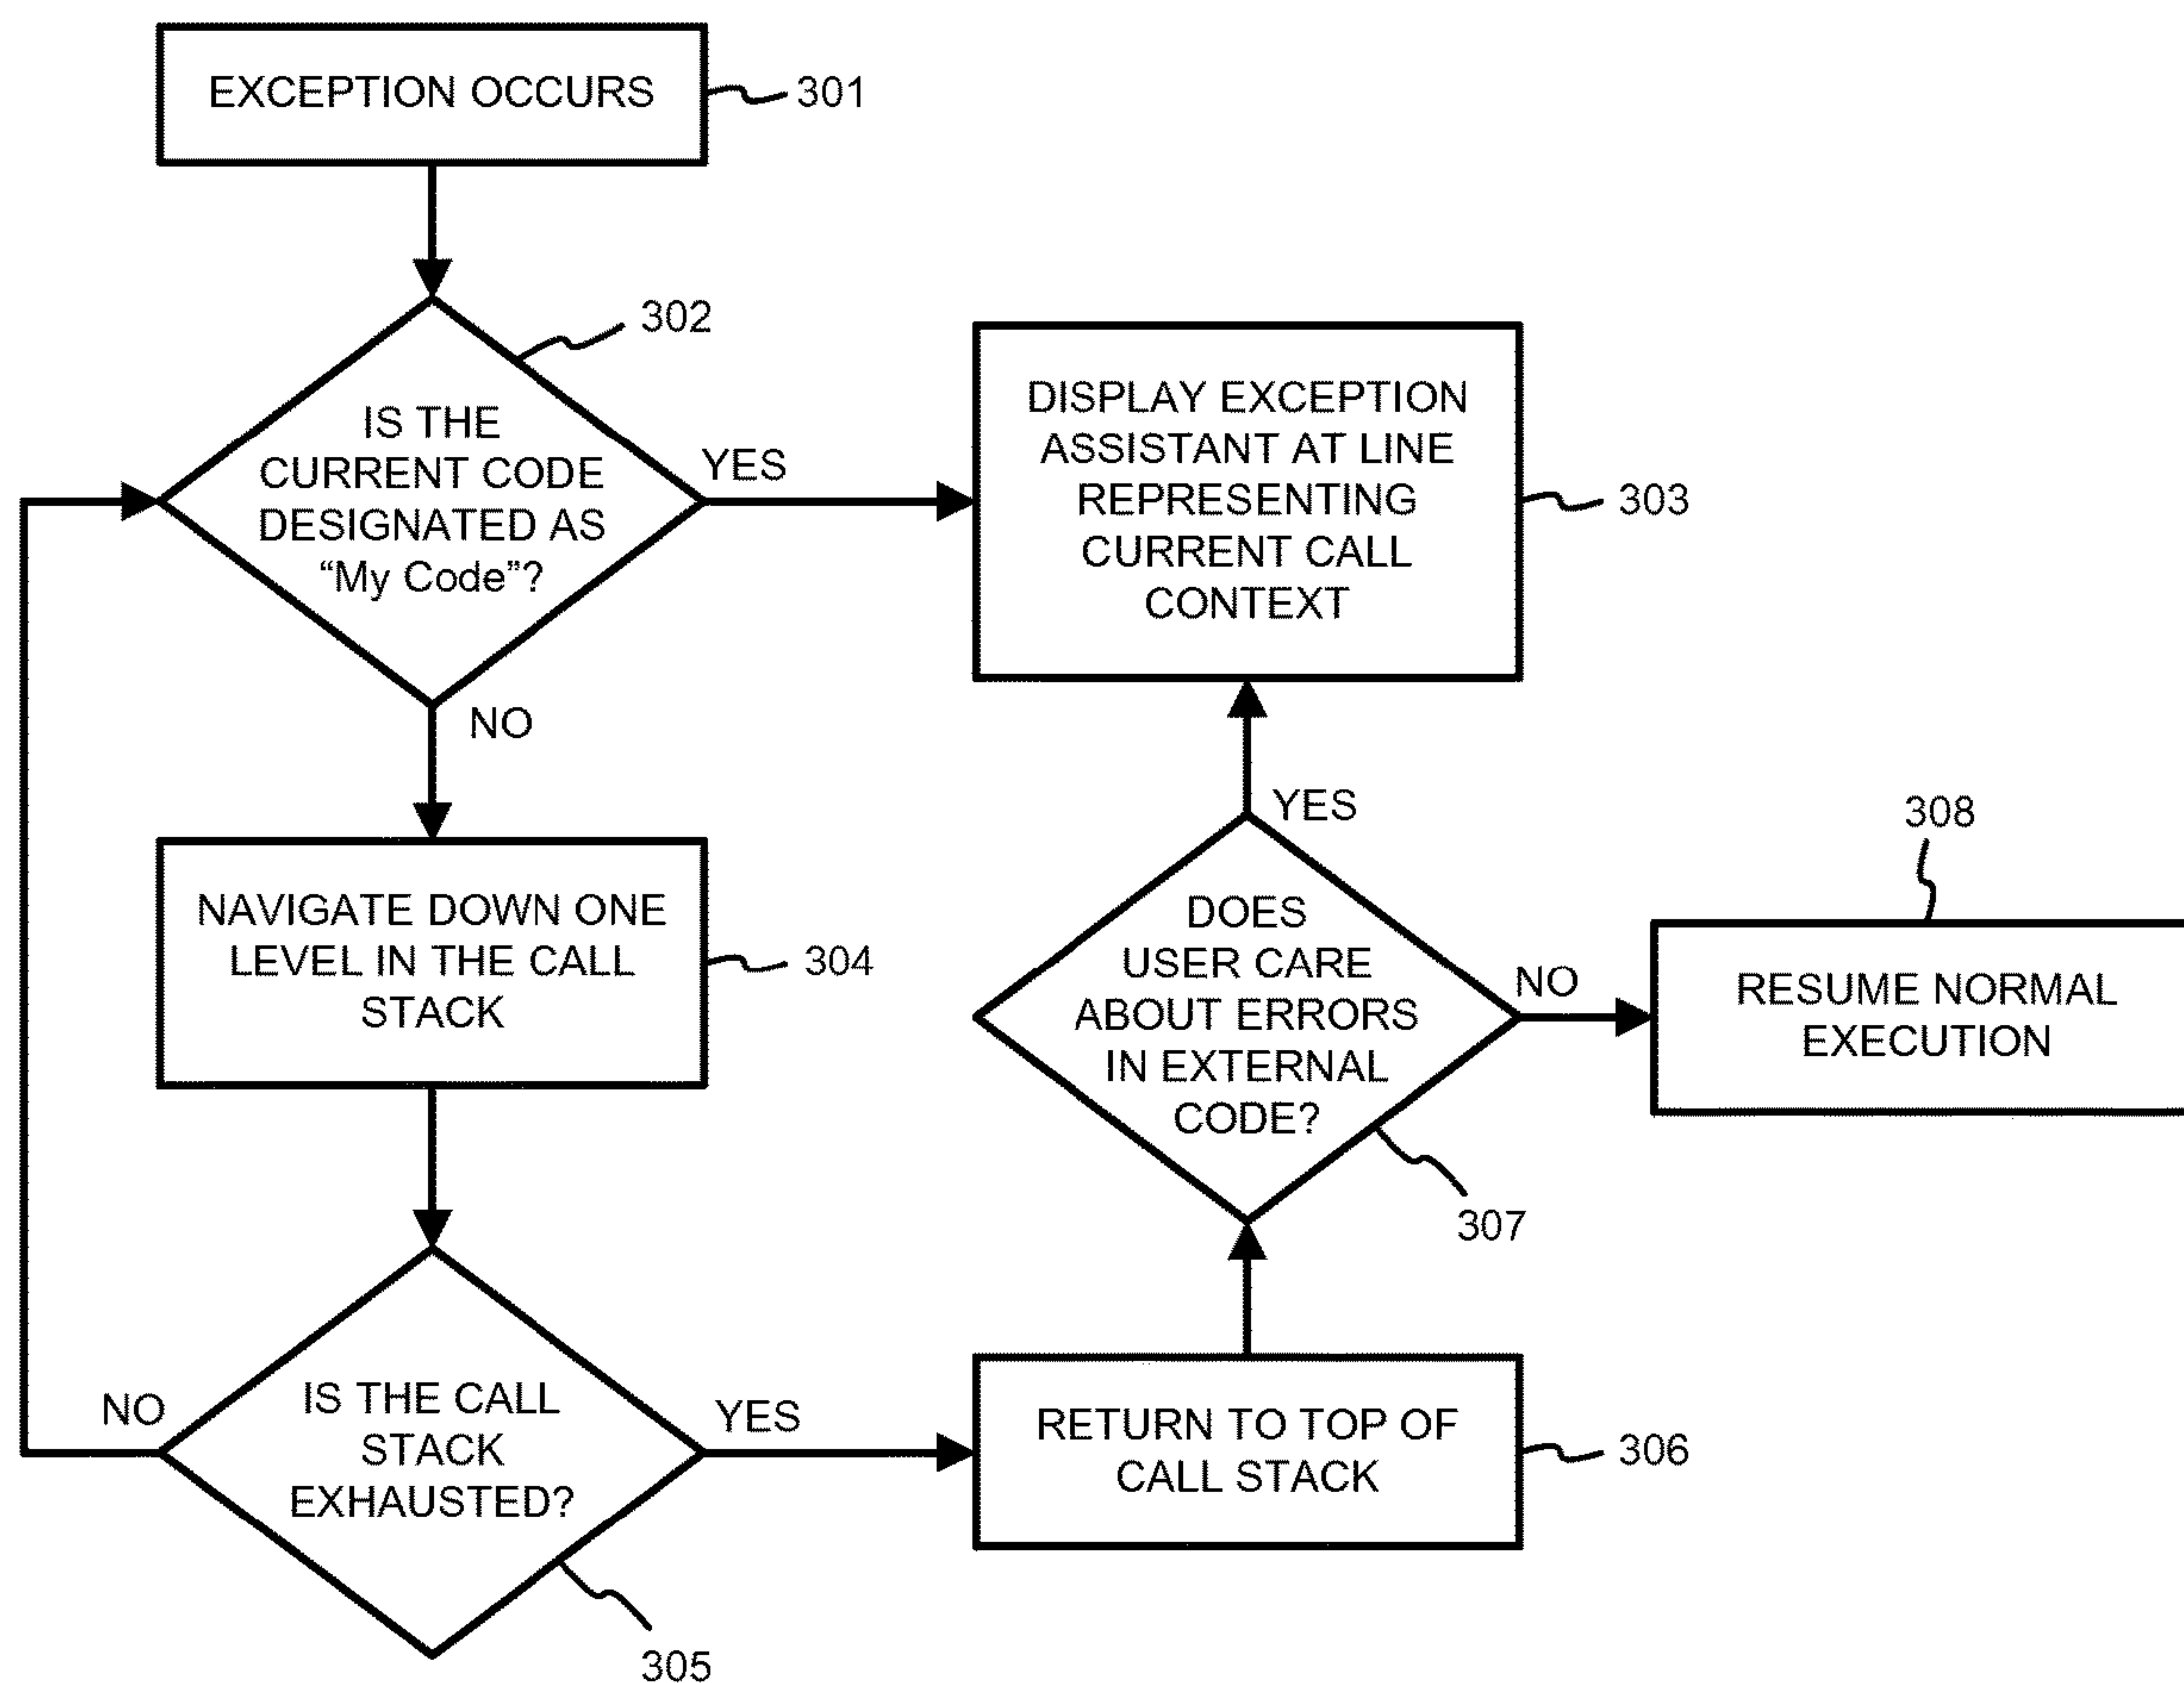 EXCEPTION OCCURS
301
302
IS THE
CURRENT CODE
DESIGNATED AS
“My Code”?
YES
NO
DISPLAY EXCEPTION
ASSISTANT AT LINE
REPRESENTING
CURRENT CALL
CONTEXT
303
NAVIGATE DOWN ONE
LEVEL IN THE CALL
STACK
304
YES
DOES
USER CARE
ABOUT ERRORS
IN EXTERNAL
CODE?
307
NO
308
RESUME NORMAL
EXECUTION
NO
IS THE CALL
STACK
EXHAUSTED?
305
YES
RETURN TO TOP OF
CALL STACK
306